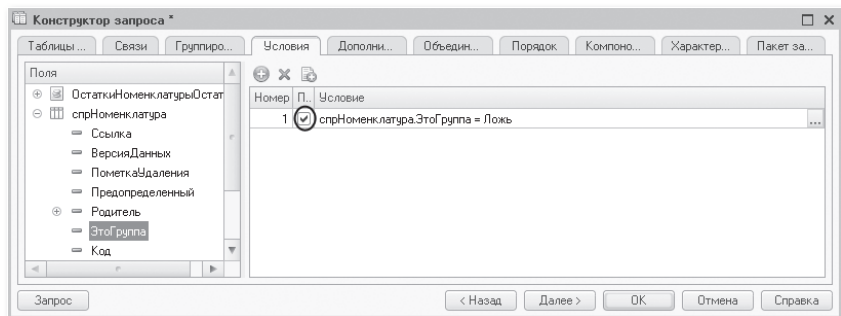 Конструктор запроса *
Таблицы ... Связи Группиро... Условия Дополни... Объедин... Порядок Компоно... Характер... Пакет за...
Поля
ОстаткиНоменклатурыОстат
спрНоменклатура
Ссылка
ВерсияДанных
ПометкаУдаления
Предопределенный
Родитель
ЭтоГруппа
Код
Номер П.. Условие
1 спрНоменклатура.ЭтоГруппа = Ложь ...
Запрос < Назад Далее > ОК Отмена Справка